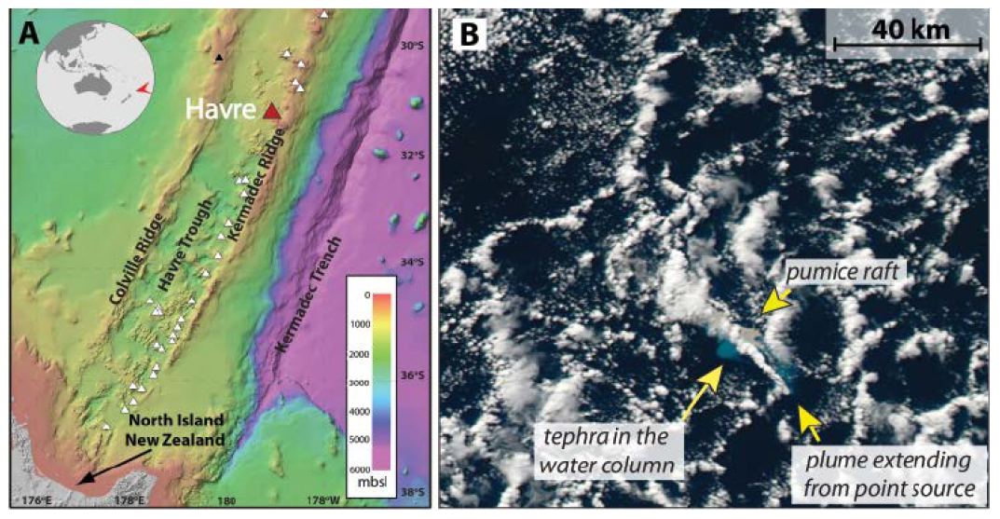 A
30°S
Havre
32°S
Kermadec Ridge
Havre Trough
Colville Ridge
34°S
Kermadec Trench
0
1000
2000
3000
4000
5000
6000
mbsl
36°S
North Island
New Zealand
38°S
176°E
178°E
180
178°W
B
40 km
pumice raft
tephra in the
water column
plume extending
from point source